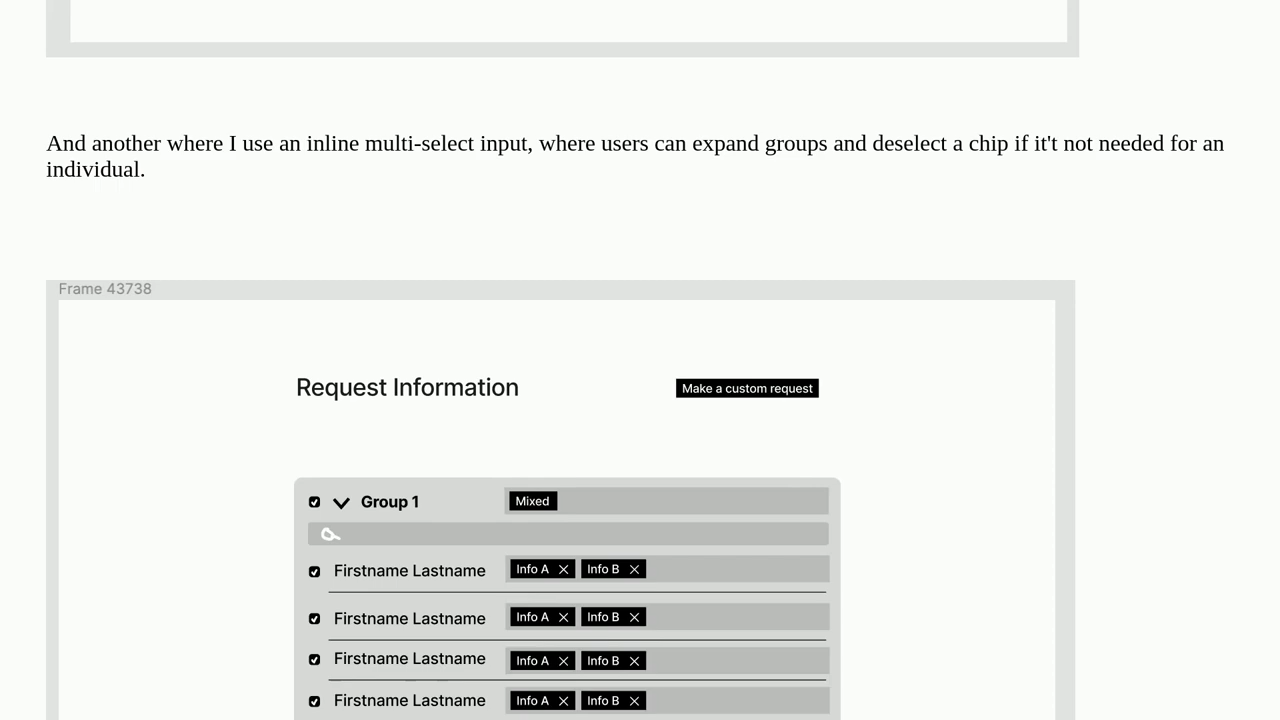 And another where I use an inline multi-select input, where users can expand groups and deselect a chip if it't not needed for an
individual.
Frame 43738
Request Information
Make a custom request
Group 1
Mixed
Firstname Lastname
Info A
Info B
Firstname Lastname
Info A
Info B
Firstname Lastname
Info A
Info B
Firstname Lastname
Info A
Info B